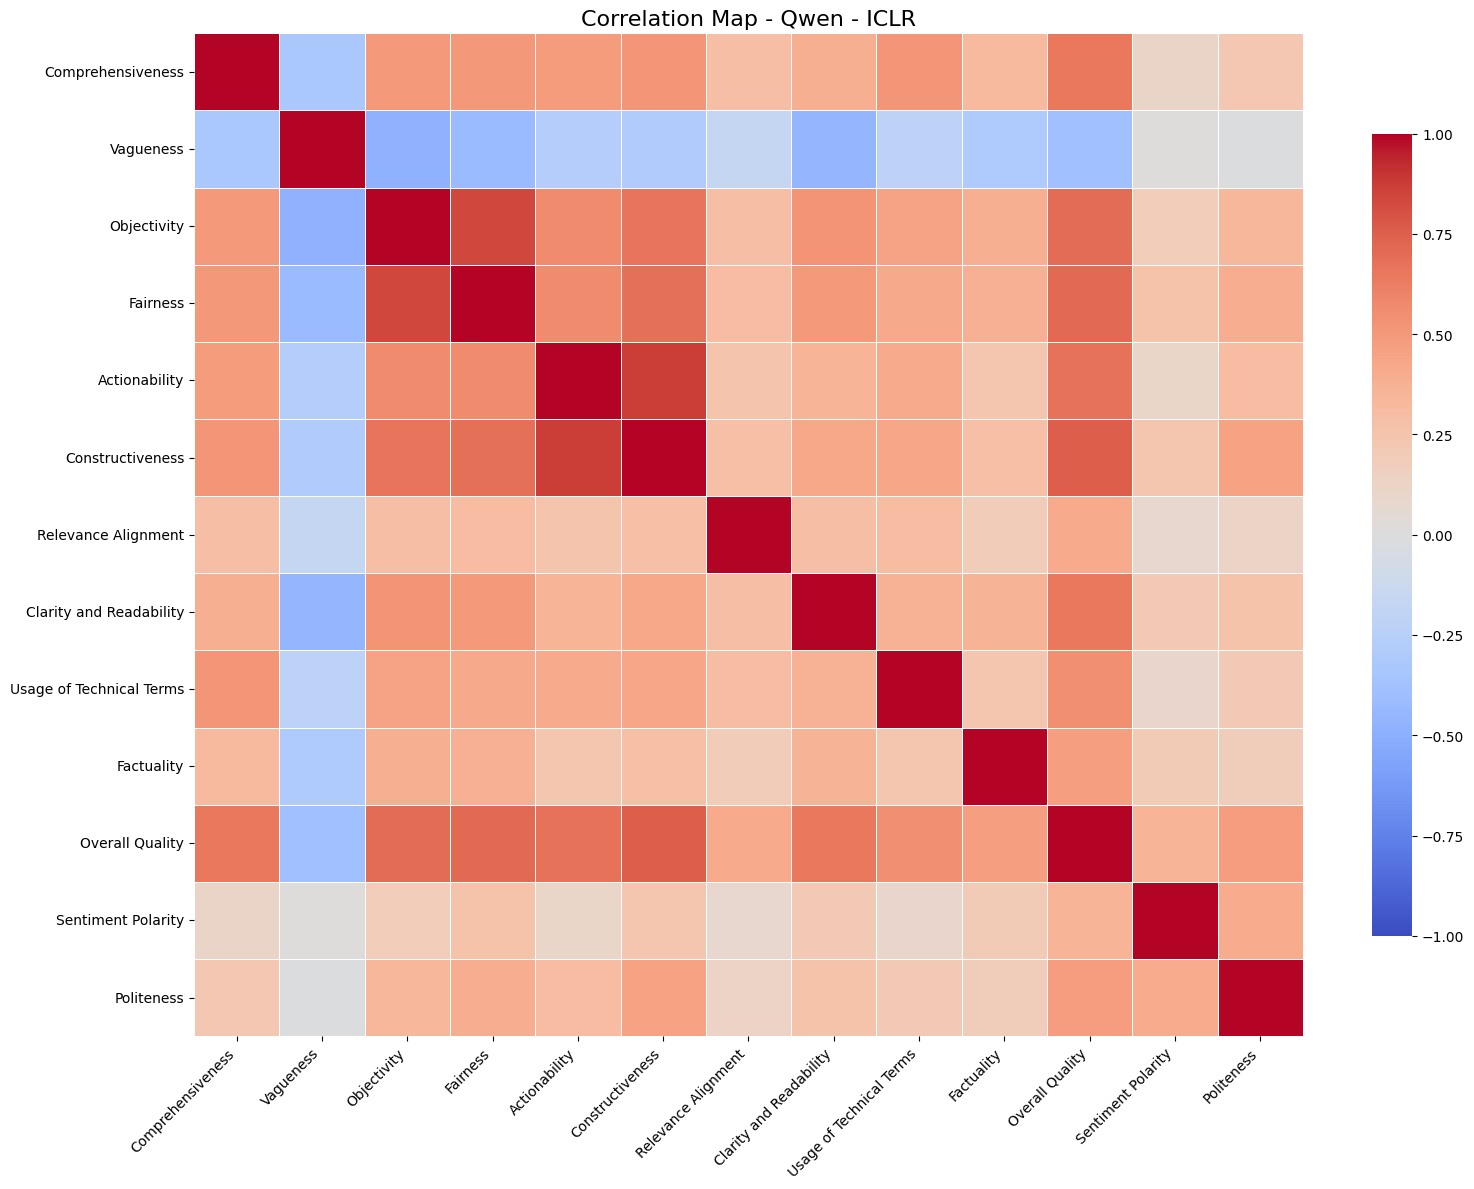 Correlation Map - Qwen - ICLR
Comprehensiveness
Vagueness
Objectivity
Fairness
Actionability
Constructiveness
Relevance Alignment
Clarity and Readability
Usage of Technical Terms
Factuality
Overall Quality
Sentiment Polarity
Politeness
Comprehensiveness
Vagueness
Objectivity
Fairness
Actionability
Constructiveness
Relevance Alignment
Clarity and Readability
Usage of Technical Terms
Factuality
Overall Quality
Sentiment Polarity
Politeness
1.00
0.75
0.50
0.25
0.00
−0.25
−0.50
−0.75
−1.00